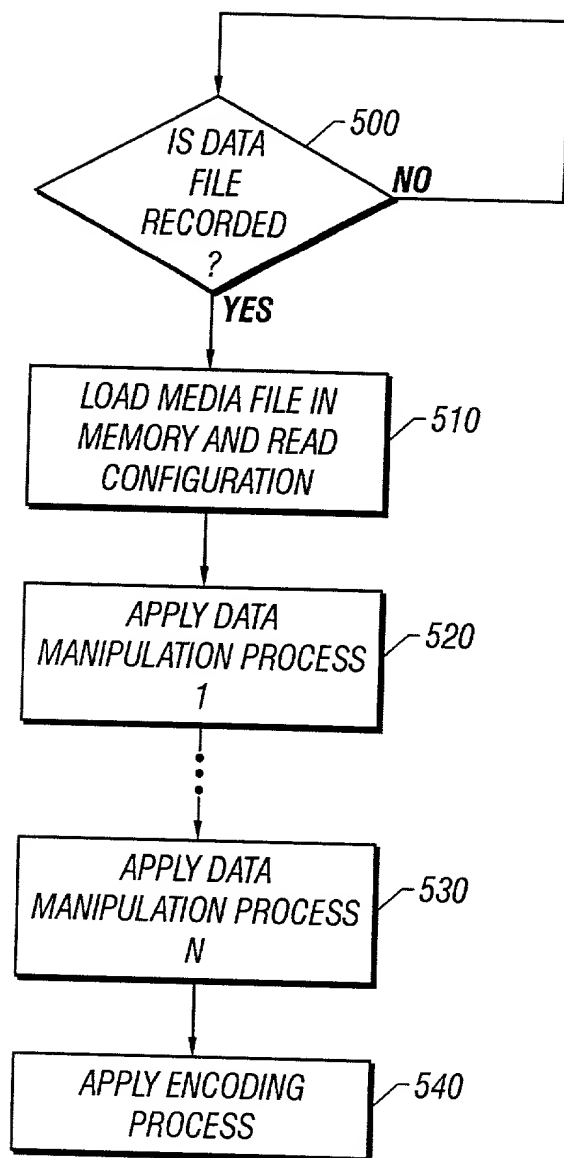 IS DATA
FILE
RECORDED
?
500
NO
YES
LOAD MEDIA FILE IN
MEMORY AND READ
CONFIGURATION
510
APPLY DATA
MANIPULATION PROCESS
1
520
APPLY DATA
MANIPULATION PROCESS
N
530
APPLY ENCODING
PROCESS
540